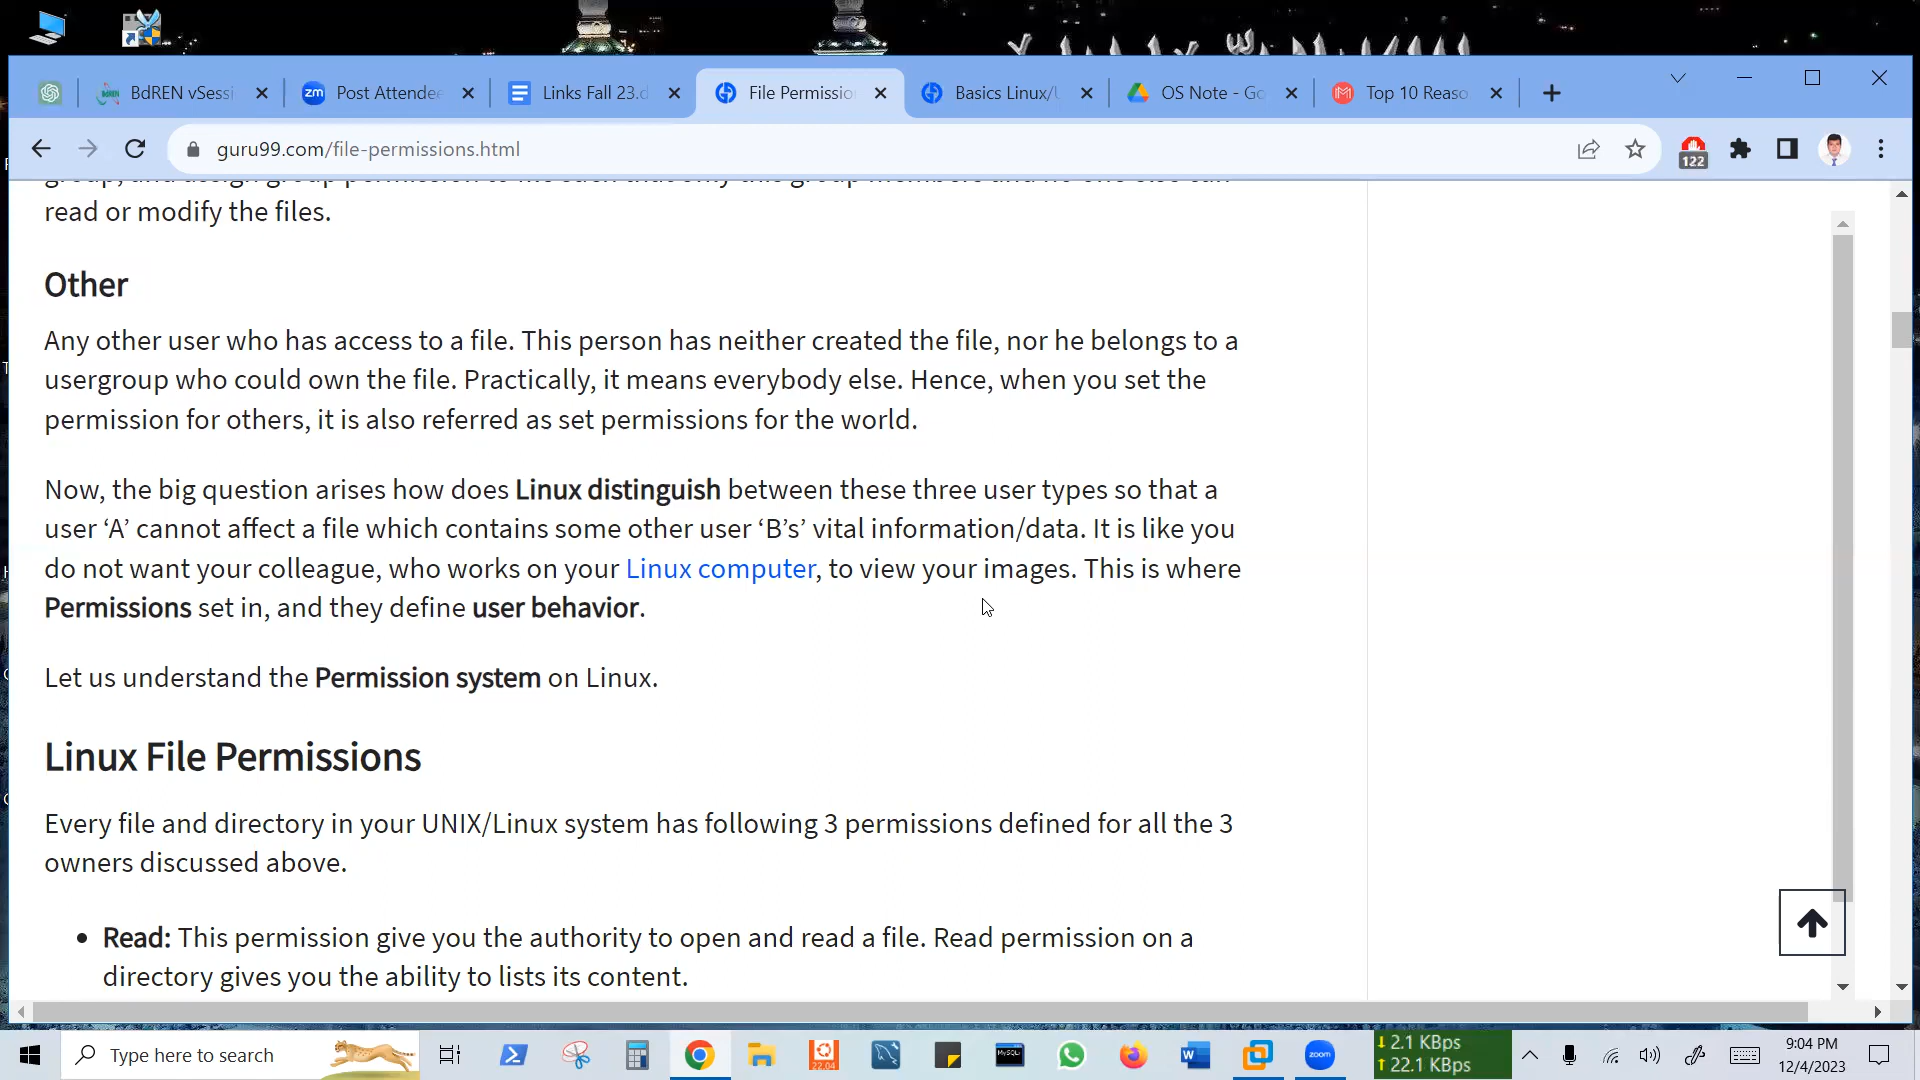 BdREN vSessi
Post Attende
Links Fall 23.d
File Permissio
Basics Linux/U
OS Note - Go
Top 10 Reaso
guru99.com/file-permissions.html
122
read or modify the files.
Other
Any other user who has access to a file. This person has neither created the file, nor he belongs to a
usergroup who could own the file. Practically, it means everybody else. Hence, when you set the
permission for others, it is also referred as set permissions for the world.
Now, the big question arises how does Linux distinguish between these three user types so that a
user ‘A’ cannot affect a file which contains some other user ‘B’s’ vital information/data. It is like you
do not want your colleague, who works on your Linux computer, to view your images. This is where
Permissions set in, and they define user behavior.
Let us understand the Permission system on Linux.
Linux File Permissions
Every file and directory in your UNIX/Linux system has following 3 permissions defined for all the 3
owners discussed above.
• Read: This permission give you the authority to open and read a file. Read permission on a
directory gives you the ability to lists its content.
Type here to search
22.04
MySQL
zoom
↓ 2.1 KBps
↑ 22.1 KBps
9:04 PM
12/4/2023